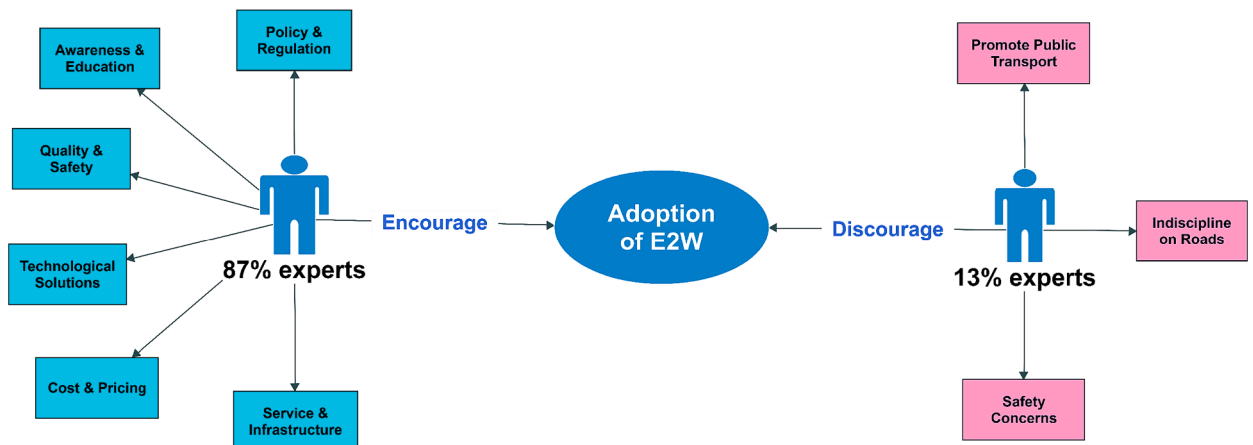 Policy &
Regulation
Awareness &
Education
Quality &
Safety
Technological
Solutions
Cost & Pricing
Service &
Infrastructure
87% experts
Encourage
Adoption
of E2W
Discourage
13% experts
Promote Public
Transport
Indiscipline
on Roads
Safety
Concerns